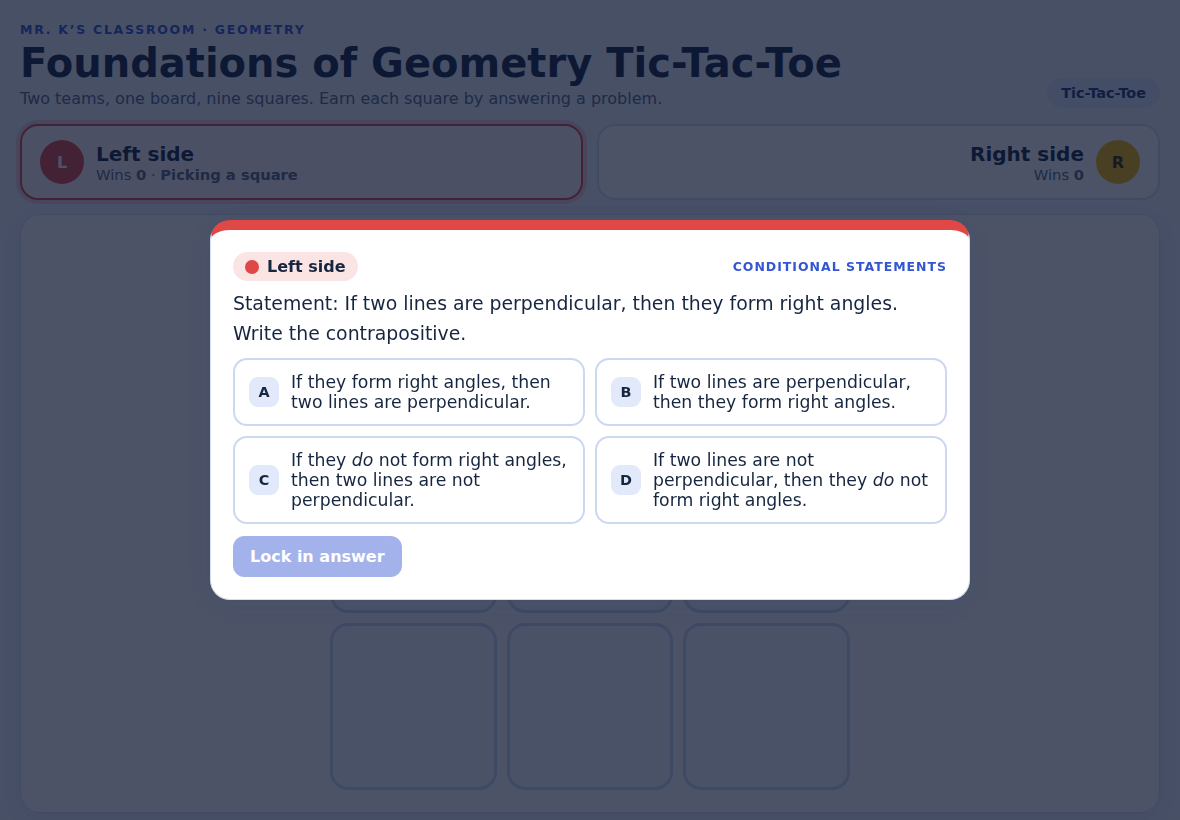 MR. K’S CLASSROOM · GEOMETRY
Foundations of Geometry Tic-Tac-Toe
Two teams, one board, nine squares. Earn each square by answering a problem.
Tic-Tac-Toe
L
Left side
Wins 0 · Picking a square
Right side
Wins 0
R
Left side
CONDITIONAL STATEMENTS
Statement: If two lines are perpendicular, then they form right angles.
Write the contrapositive.
A
If they form right angles, then
two lines are perpendicular.
B
If two lines are perpendicular,
then they form right angles.
C
If they do not form right angles,
then two lines are not
perpendicular.
D
If two lines are not
perpendicular, then they do not
form right angles.
Lock in answer